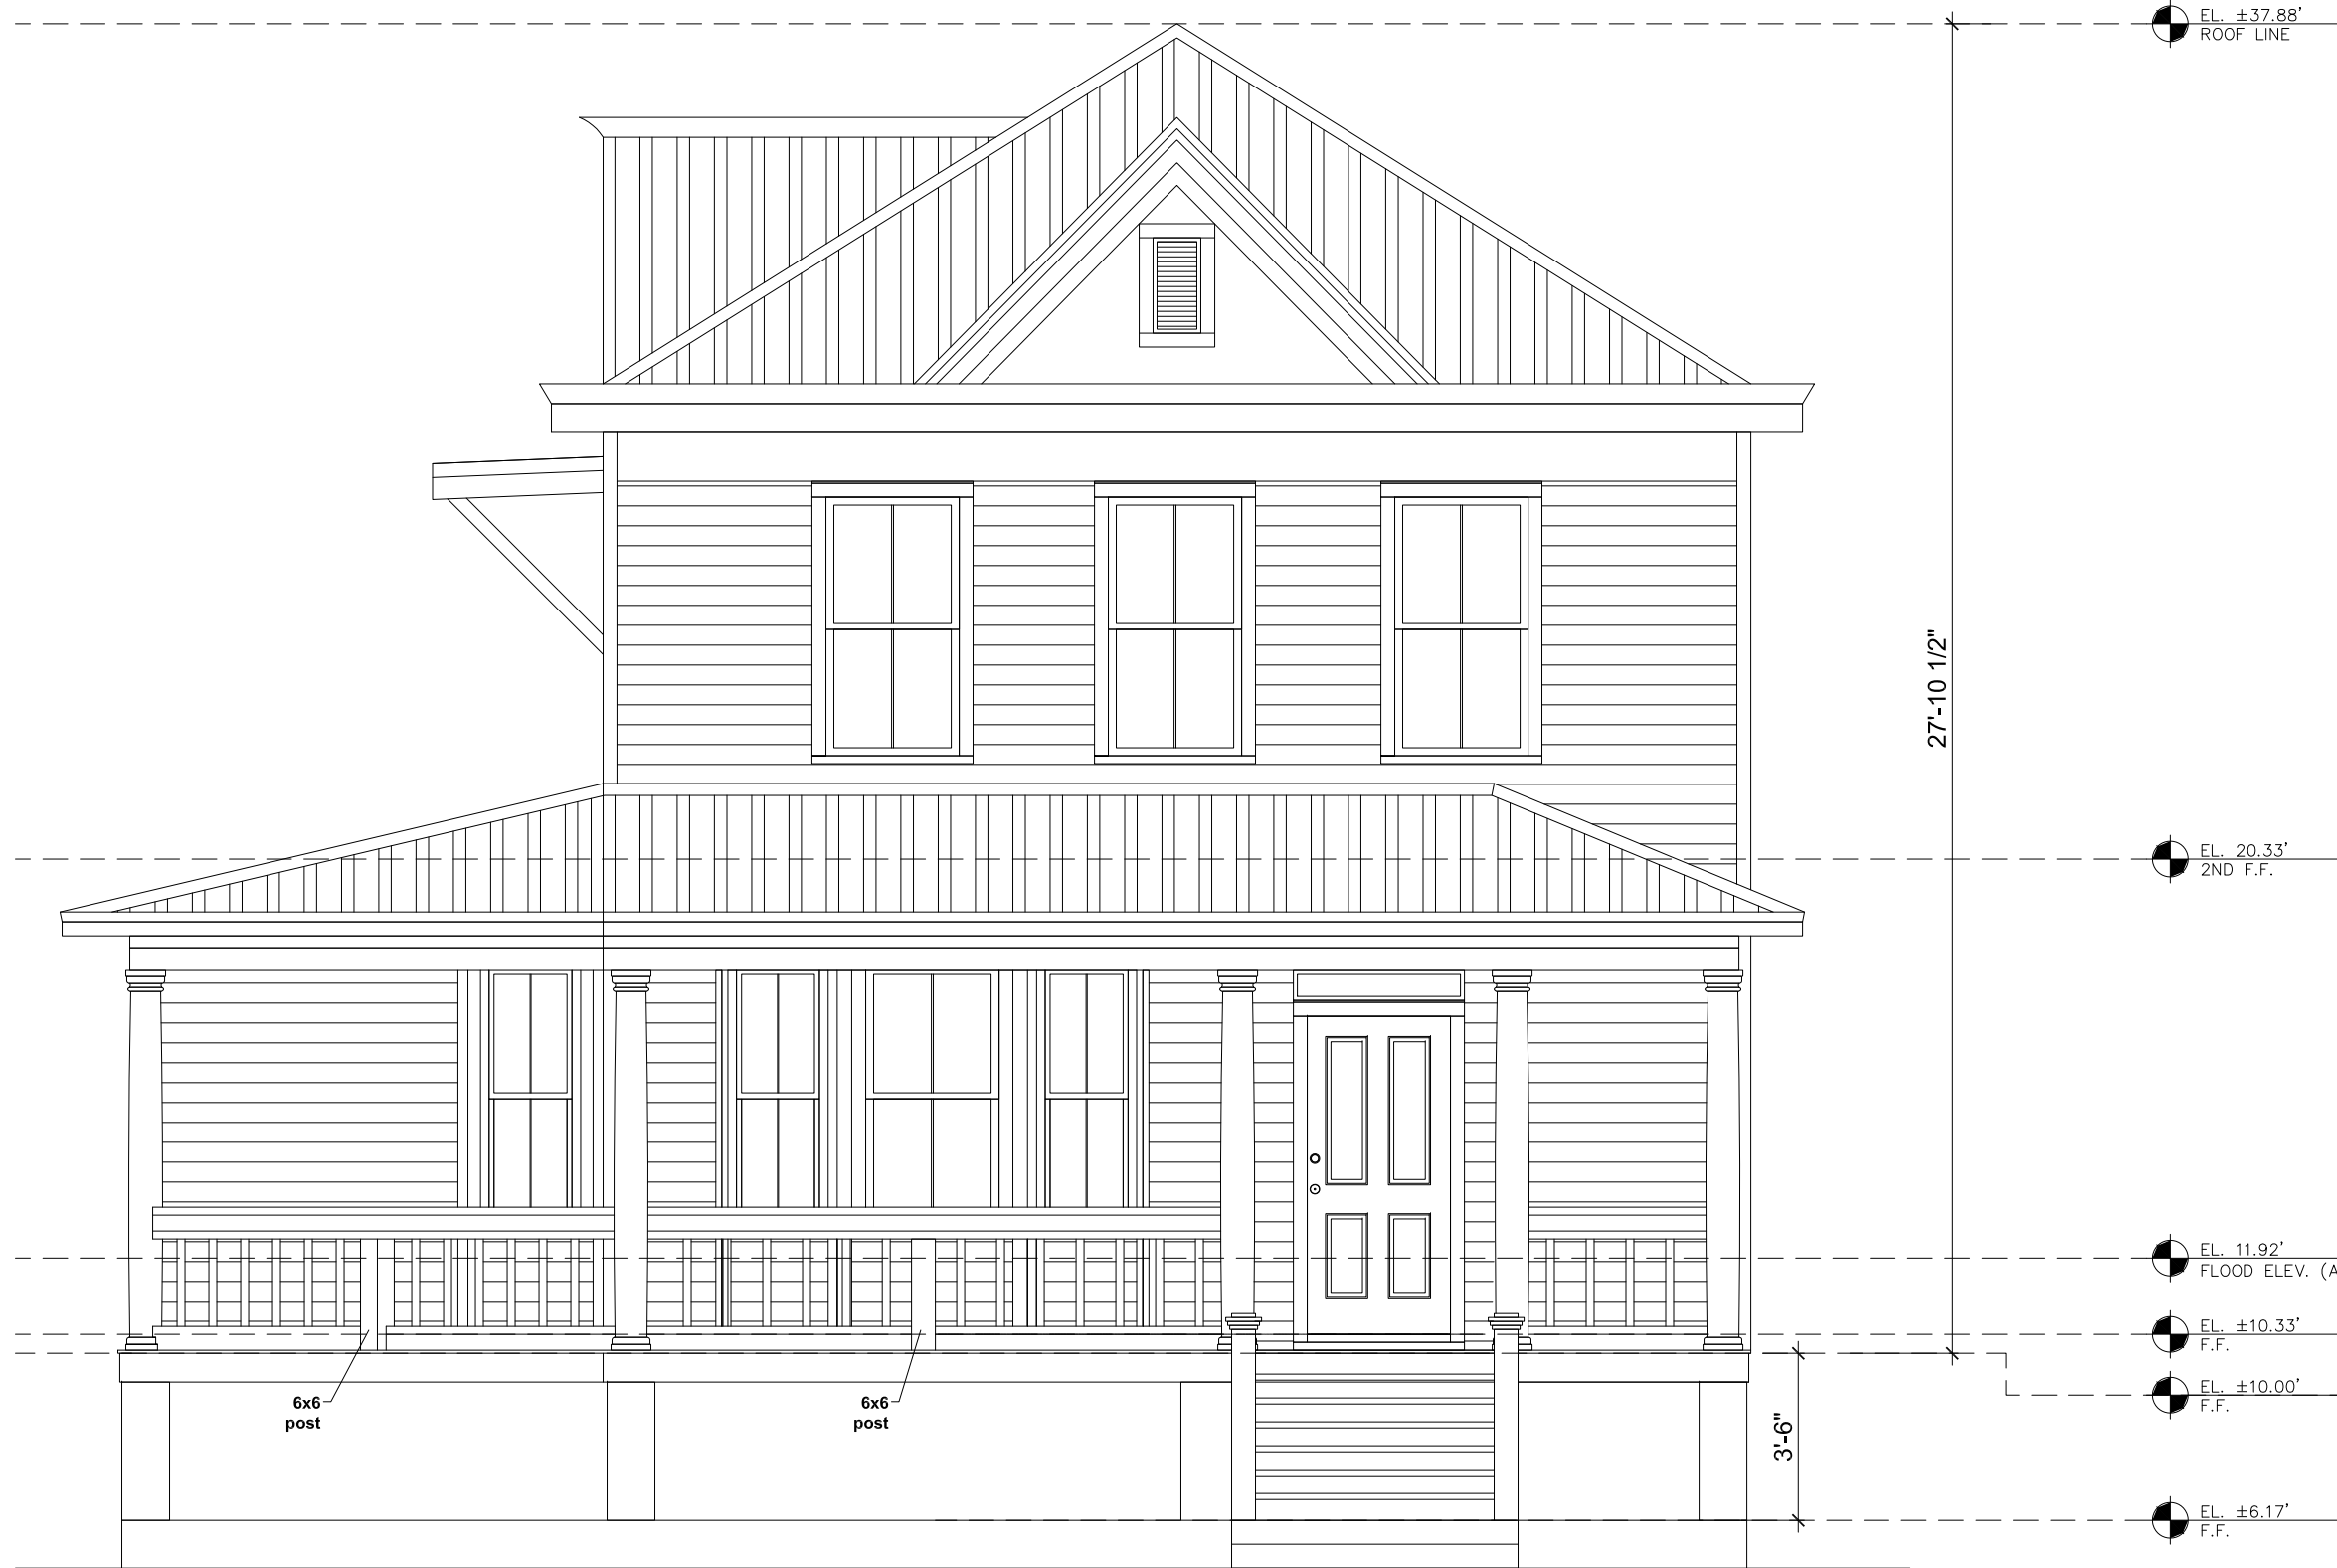 EL. ±37.88'
ROOF LINE
27'-10 1/2"
EL. 20.33'
2ND F.F.
EL. 11.92'
FLOOD ELEV. (A
EL. ±10.33'
F.F.
EL. ±10.00'
F.F.
6x6
post
6x6
post
3'-6"
EL. ±6.17'
F.F.